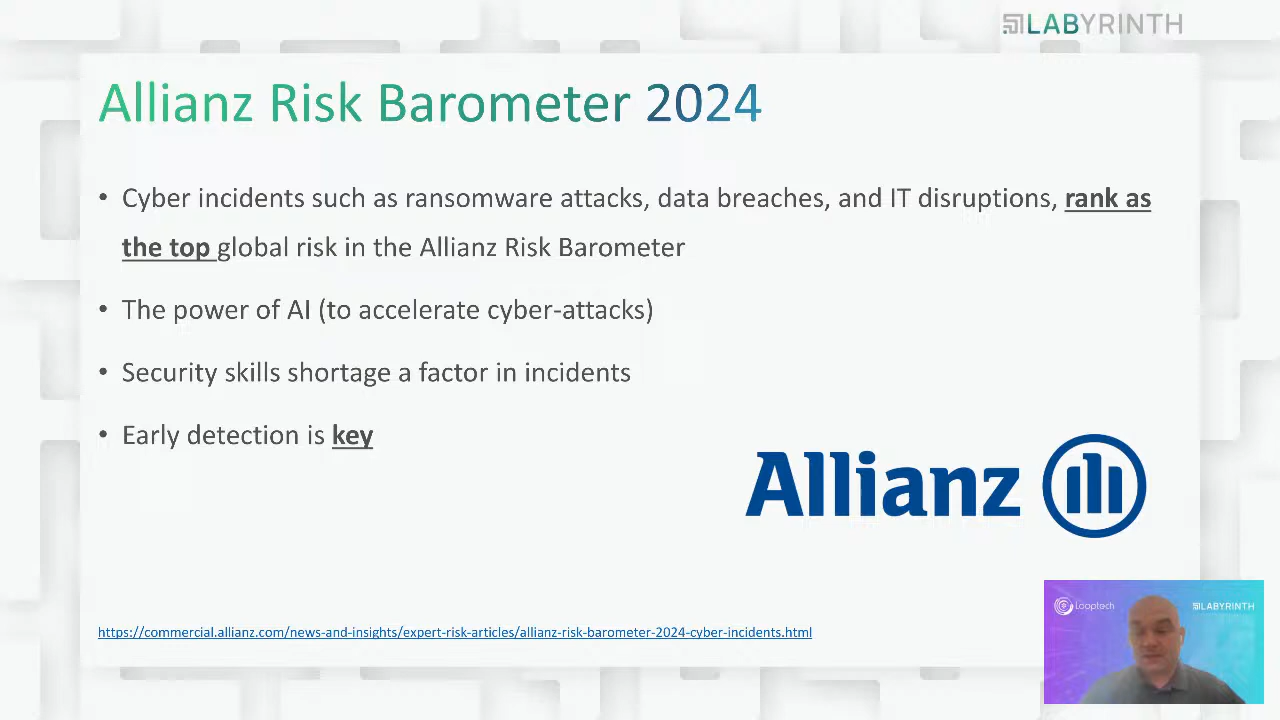 LABYRINTH
Allianz Risk Barometer 2024
• Cyber incidents such as ransomware attacks, data breaches, and IT disruptions, rank as
the top global risk in the Allianz Risk Barometer
• The power of AI (to accelerate cyber-attacks)
• Security skills shortage a factor in incidents
• Early detection is key
Allianz
https://commercial.allianz.com/news-and-insights/expert-risk-articles/allianz-risk-barometer-2024-cyber-incidents.html
Looptech
LABYRINTH